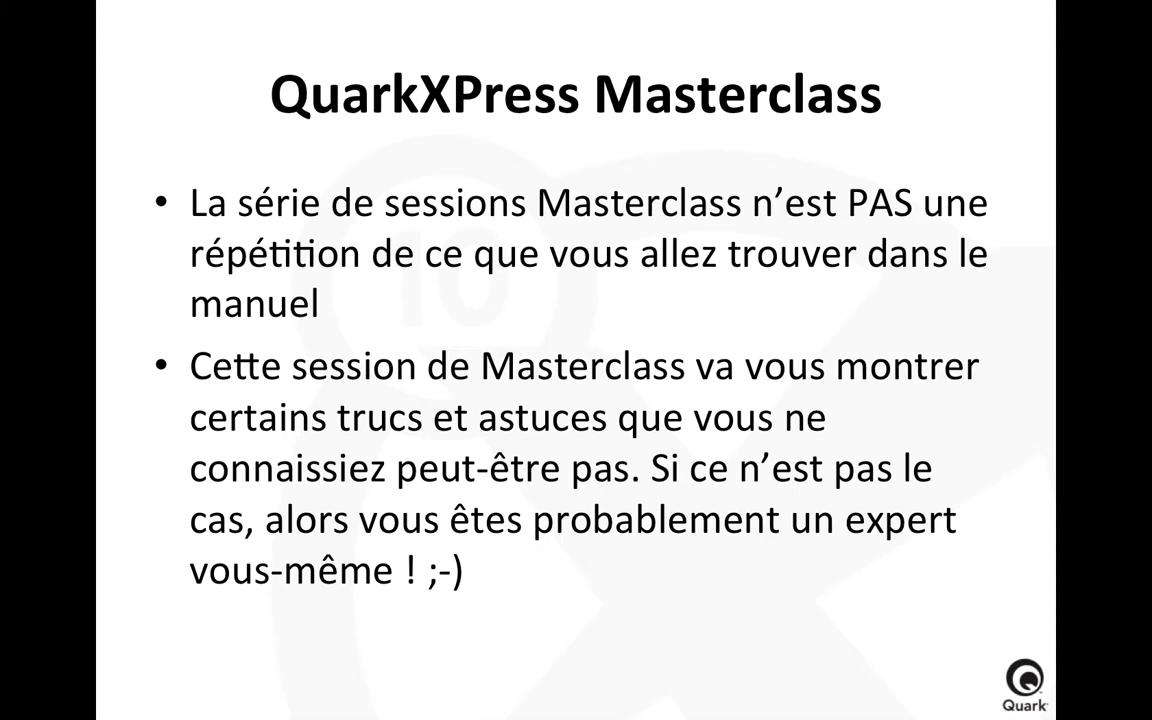 QuarkXPress Masterclass
• La série de sessions Masterclass n’est PAS une
répétition de ce que vous allez trouver dans le
manuel
• Cette session de Masterclass va vous montrer
certains trucs et astuces que vous ne
connaissiez peut-être pas. Si ce n’est pas le
cas, alors vous êtes probablement un expert
vous-même ! ;-)
10
Quark